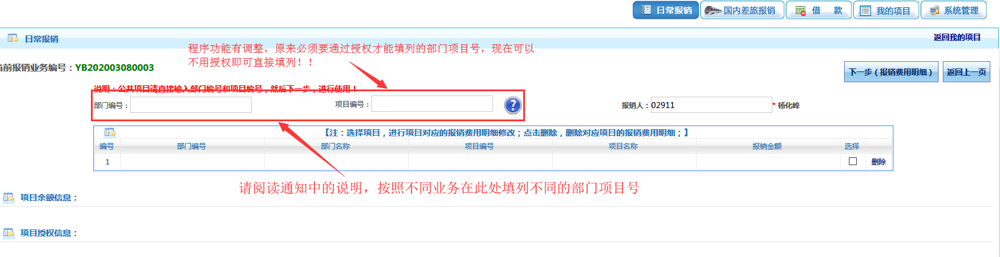 日常报销 国内差旅报销 借 款 我的项目 系统管理
日常报销 返回我的项目
程序功能有调整，原来必须要通过授权才能填列的部门项目号，现在可以
不用授权即可直接填列！！
前报销业务编号：YB202003080003
下一步（报销费用明细） 返回上一页
说明：公共项目请直接输入部门编号和项目编号，然后下一步，进行使用！
部门编号： 项目编号： ? 报销人：02911 * 杨化峰
【注：选择项目，进行项目对应的报销费用明细修改；点击删除，删除对应项目的报销费用明细；】
编号 部门编号 部门名称 项目编号 项目名称 报销金额 选择
1 删除
请阅读通知中的说明，按照不同业务在此处填列不同的部门项目号
项目余额信息：
项目授权信息：